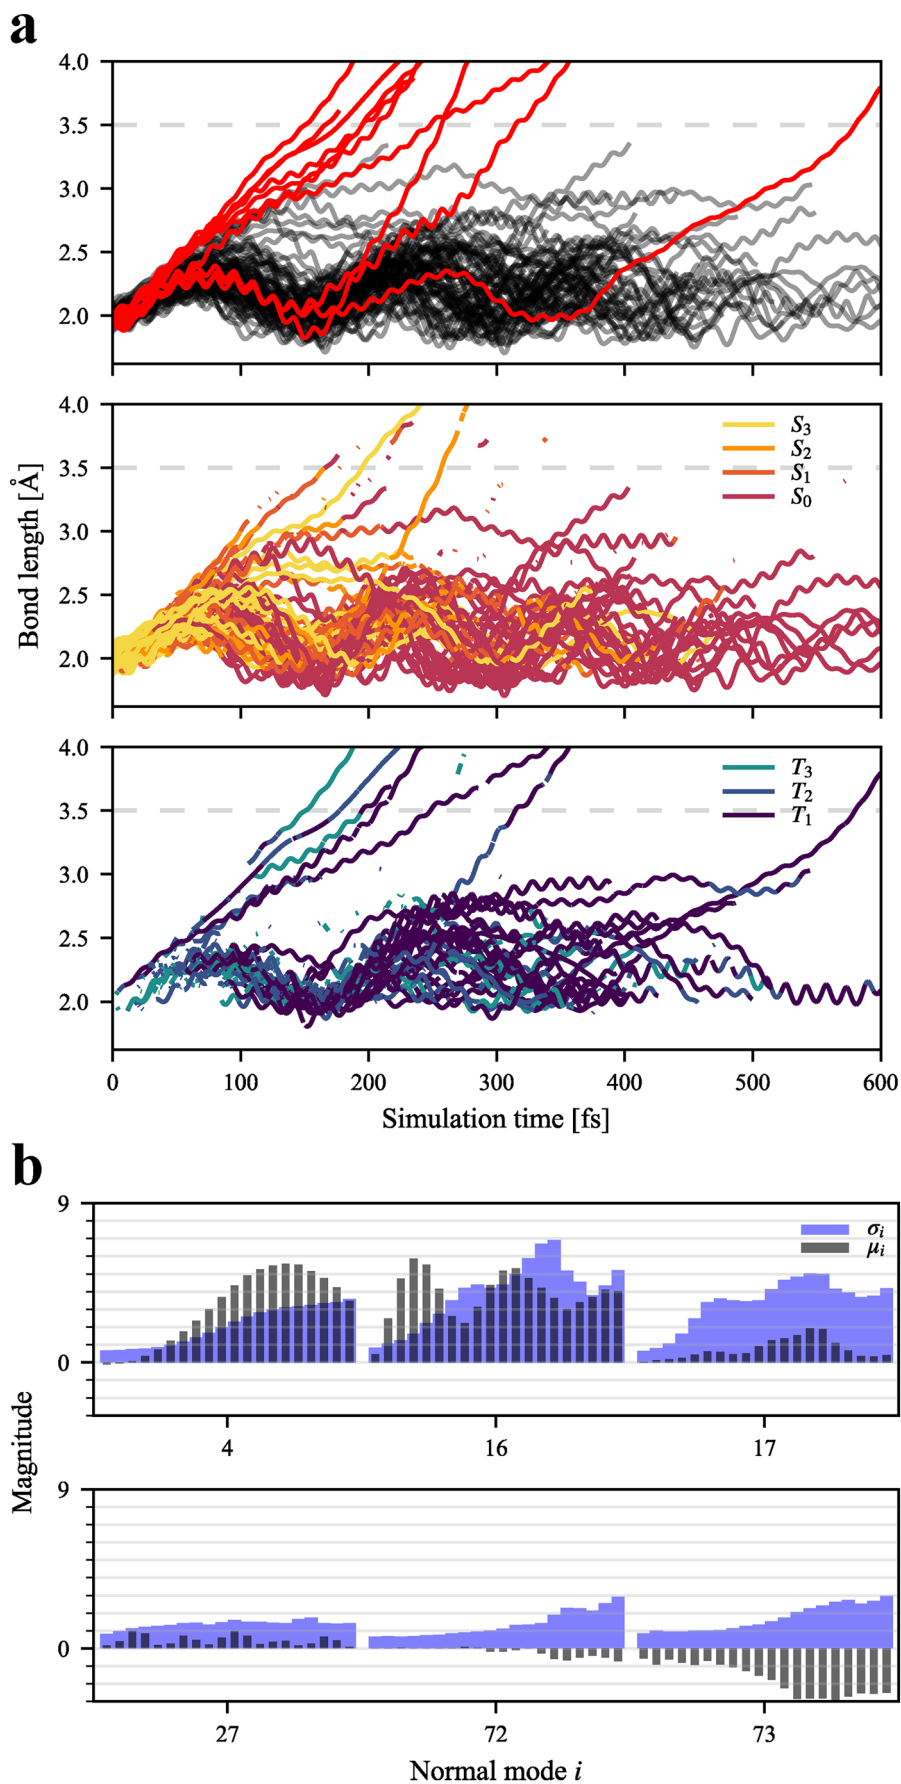 a
4.0
3.5
3.0
2.5
2.0
4.0
3.5
3.0
2.5
2.0
S3
S2
S1
S0
Bond length [Å]
4.0
3.5
3.0
2.5
2.0
T3
T2
T1
0 100 200 300 400 500 600
Simulation time [fs]
b
9
0
σi
μi
4 16 17
Magnitude
9
0
27 72 73
Normal mode i